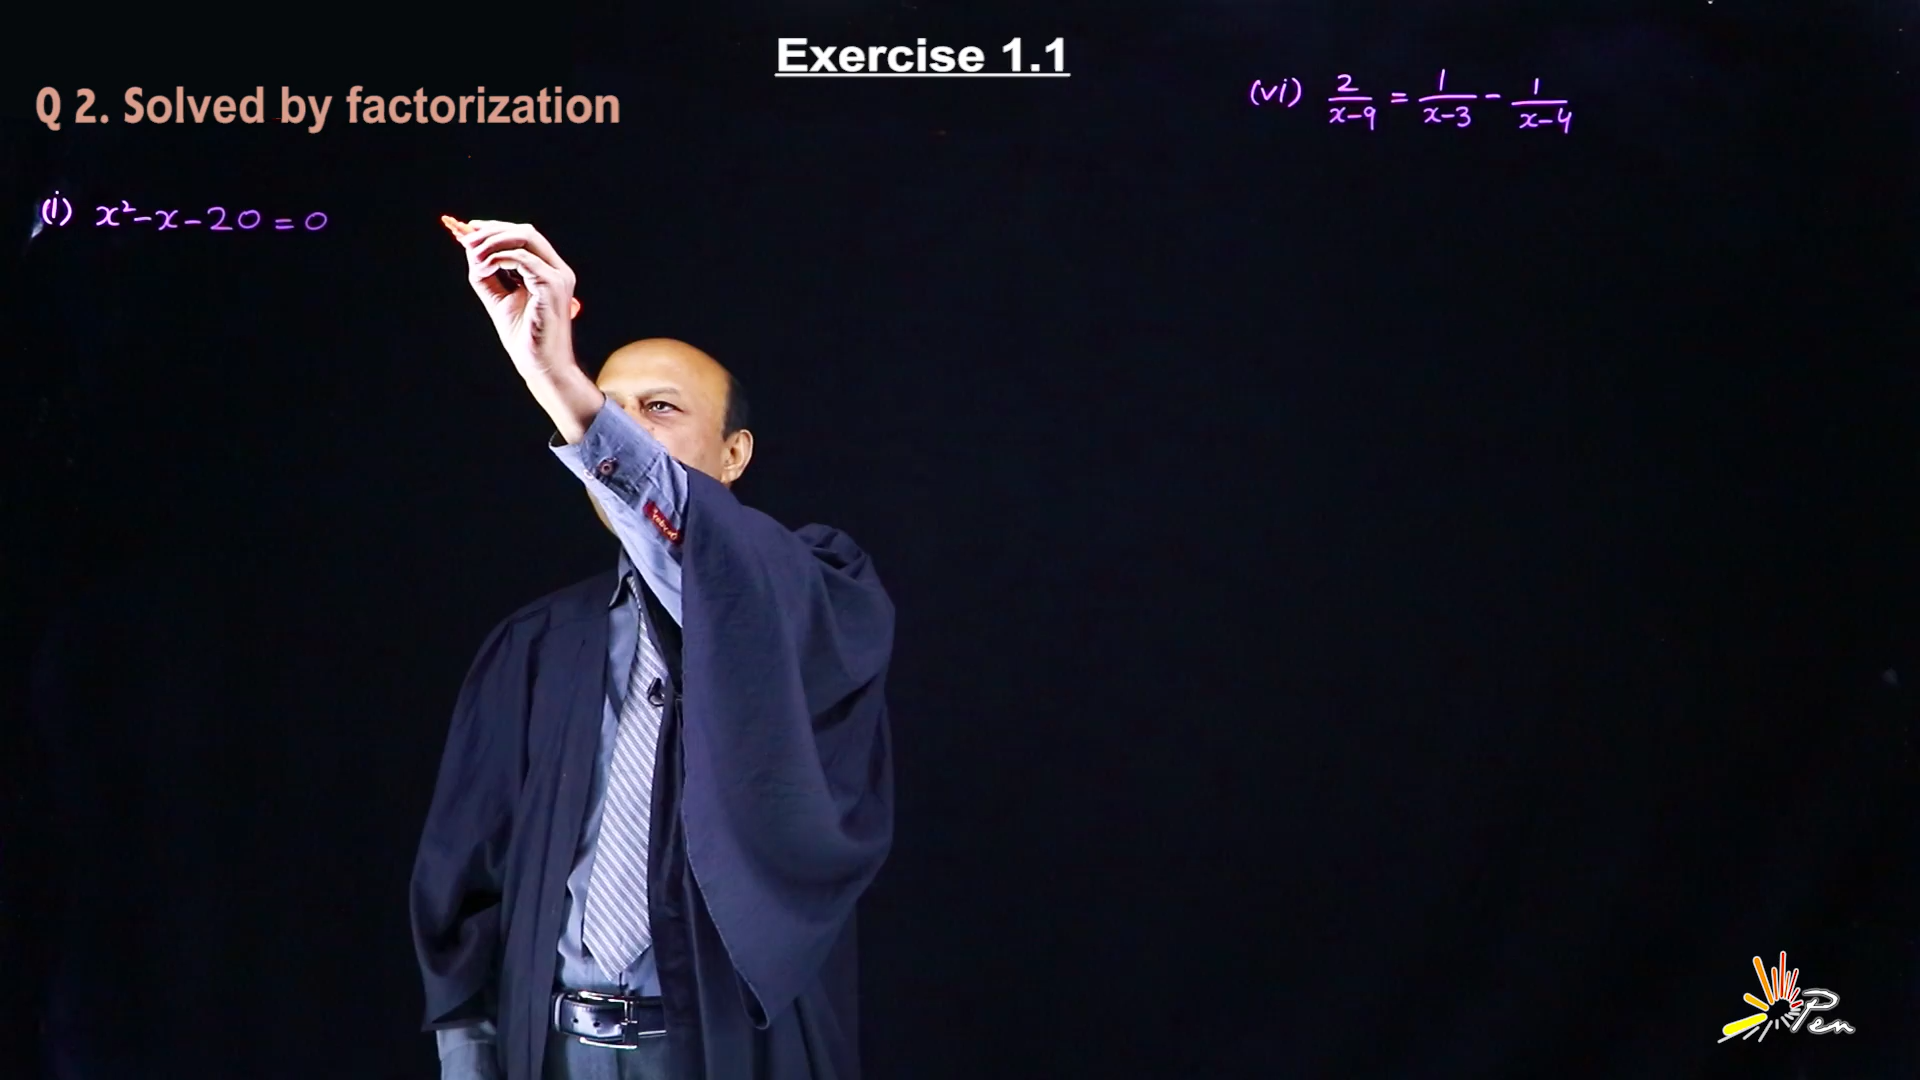 Exercise 1.1
Q 2. Solved by factorization
(vi) 2/(x-9) = 1/(x-3) - 1/(x-4)
(i) x²-x-20=0
Pen